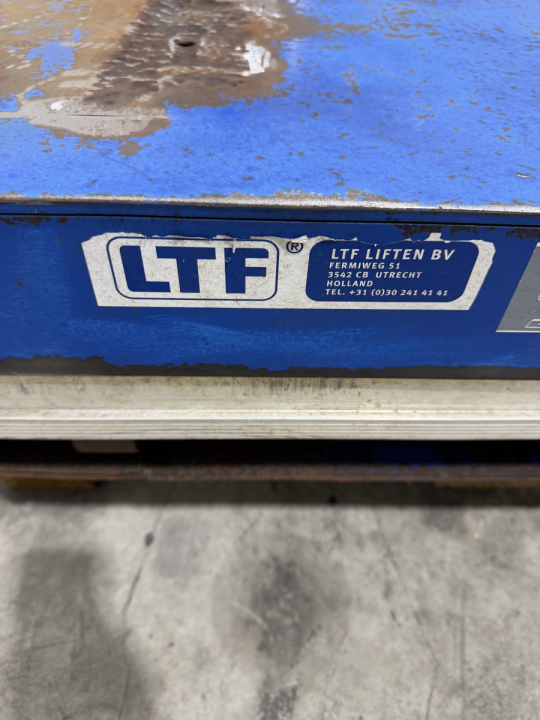 LTF ®
LTF LIFTEN BV
FERMIWEG 51
3542 CB UTRECHT
HOLLAND
TEL. +31 (0)30 241 41 41